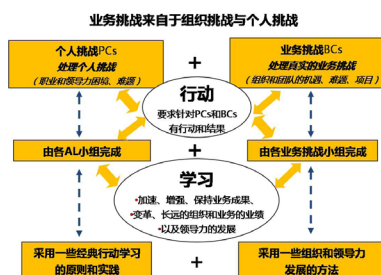 业务挑战来自于组织挑战与个人挑战
个人挑战PCs
处理个人挑战
（职业和领导力困境、难题）
+
业务挑战BCs
处理真实的业务挑战
（组织和团队的机遇、难题、项目）
行动
要求针对PCs和BCs
有行动和结果
由各AL小组完成
+
由各业务挑战小组完成
学习
•加速、增强、保持业务成果、
•变革、长远的组织和业务的业绩
•以及领导力的发展
采用一些经典行动学习
的原则和实践
+
采用一些组织和领导力
发展的方法